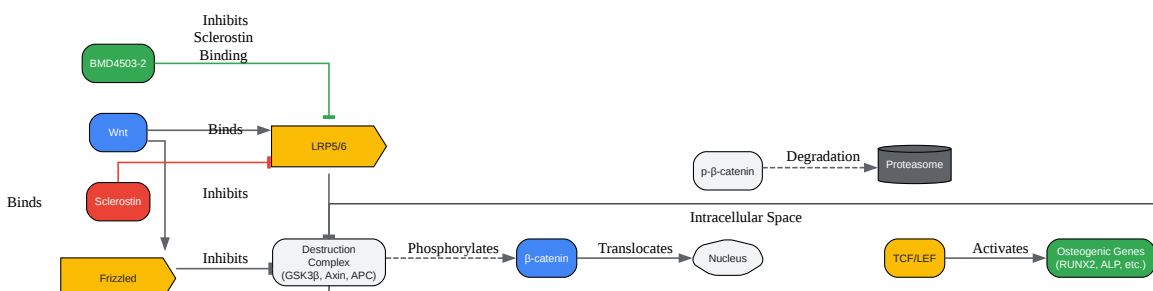 Inhibits
Sclerostin
Binding
BMD4503-2
Wnt
Binds
LRP5/6
p-β-catenin
Degradation
Proteasome
Sclerostin
Inhibits
Binds
Intracellular Space
Frizzled
Inhibits
Destruction
Complex
(GSK3β, Axin, APC)
Phosphorylates
β-catenin
Translocates
Nucleus
TCF/LEF
Activates
Osteogenic Genes
(RUNX2, ALP, etc.)